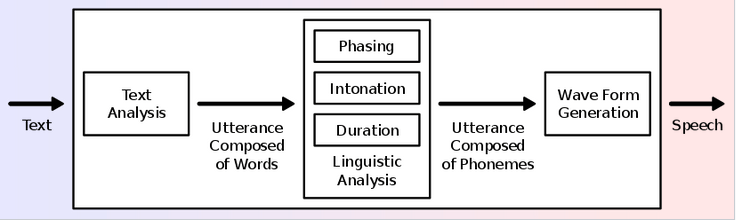 Text
Text
Analysis
Utterance
Composed
of Words
Phasing
Intonation
Duration
Linguistic
Analysis
Utterance
Composed
of Phonemes
Wave Form
Generation
Speech